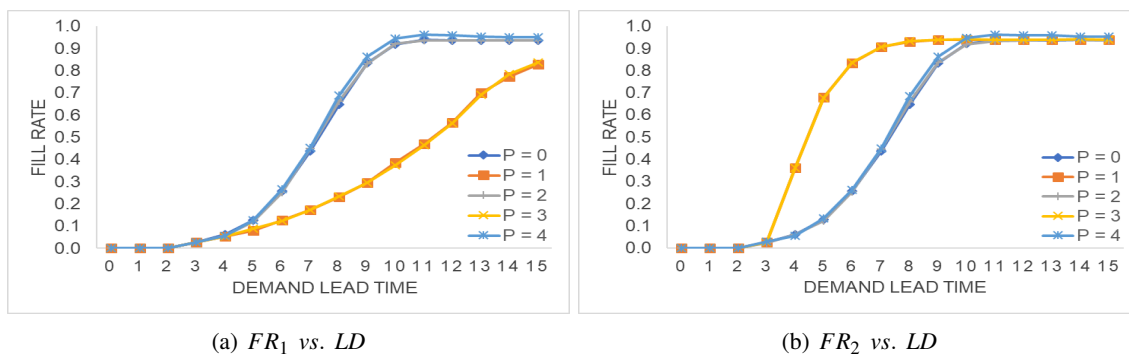 1.0
0.9
0.8
0.7
0.6
0.5
0.4
0.3
0.2
0.1
0.0
FILL RATE
0 1 2 3 4 5 6 7 8 9 10 11 12 13 14 15
DEMAND LEAD TIME
P = 0
P = 1
P = 2
P = 3
P = 4
(a) FR1 vs. LD
1.0
0.9
0.8
0.7
0.6
0.5
0.4
0.3
0.2
0.1
0.0
FILL RATE
0 1 2 3 4 5 6 7 8 9 10 11 12 13 14 15
DEMAND LEAD TIME
P = 0
P = 1
P = 2
P = 3
P = 4
(b) FR2 vs. LD